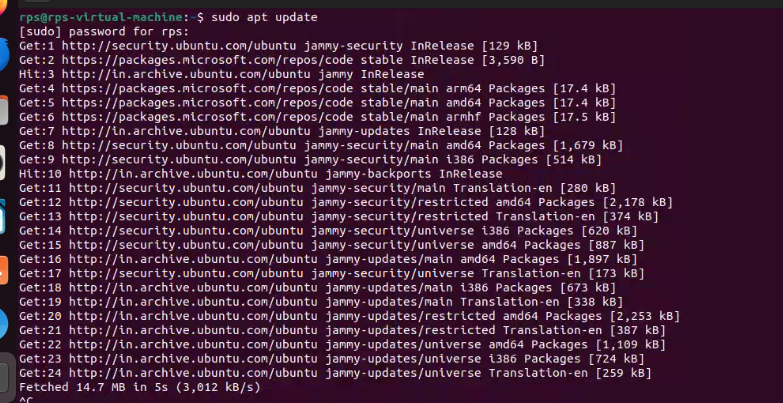 rps@rps-virtual-machine:~$ sudo apt update
[sudo] password for rps:
Get:1 http://security.ubuntu.com/ubuntu jammy-security InRelease [129 kB]
Get:2 https://packages.microsoft.com/repos/code stable InRelease [3,590 B]
Hit:3 http://in.archive.ubuntu.com/ubuntu jammy InRelease
Get:4 https://packages.microsoft.com/repos/code stable/main arm64 Packages [17.4 kB]
Get:5 https://packages.microsoft.com/repos/code stable/main amd64 Packages [17.4 kB]
Get:6 https://packages.microsoft.com/repos/code stable/main armhf Packages [17.5 kB]
Get:7 http://in.archive.ubuntu.com/ubuntu jammy-updates InRelease [128 kB]
Get:8 http://security.ubuntu.com/ubuntu jammy-security/main amd64 Packages [1,679 kB]
Get:9 http://security.ubuntu.com/ubuntu jammy-security/main i386 Packages [514 kB]
Hit:10 http://in.archive.ubuntu.com/ubuntu jammy-backports InRelease
Get:11 http://security.ubuntu.com/ubuntu jammy-security/main Translation-en [280 kB]
Get:12 http://security.ubuntu.com/ubuntu jammy-security/restricted amd64 Packages [2,178 kB]
Get:13 http://security.ubuntu.com/ubuntu jammy-security/restricted Translation-en [374 kB]
Get:14 http://security.ubuntu.com/ubuntu jammy-security/universe i386 Packages [620 kB]
Get:15 http://security.ubuntu.com/ubuntu jammy-security/universe amd64 Packages [887 kB]
Get:16 http://in.archive.ubuntu.com/ubuntu jammy-updates/main amd64 Packages [1,897 kB]
Get:17 http://security.ubuntu.com/ubuntu jammy-security/universe Translation-en [173 kB]
Get:18 http://in.archive.ubuntu.com/ubuntu jammy-updates/main i386 Packages [673 kB]
Get:19 http://in.archive.ubuntu.com/ubuntu jammy-updates/main Translation-en [338 kB]
Get:20 http://in.archive.ubuntu.com/ubuntu jammy-updates/restricted amd64 Packages [2,253 kB]
Get:21 http://in.archive.ubuntu.com/ubuntu jammy-updates/restricted Translation-en [387 kB]
Get:22 http://in.archive.ubuntu.com/ubuntu jammy-updates/universe amd64 Packages [1,109 kB]
Get:23 http://in.archive.ubuntu.com/ubuntu jammy-updates/universe i386 Packages [724 kB]
Get:24 http://in.archive.ubuntu.com/ubuntu jammy-updates/universe Translation-en [259 kB]
Fetched 14.7 MB in 5s (3,012 kB/s)
^C